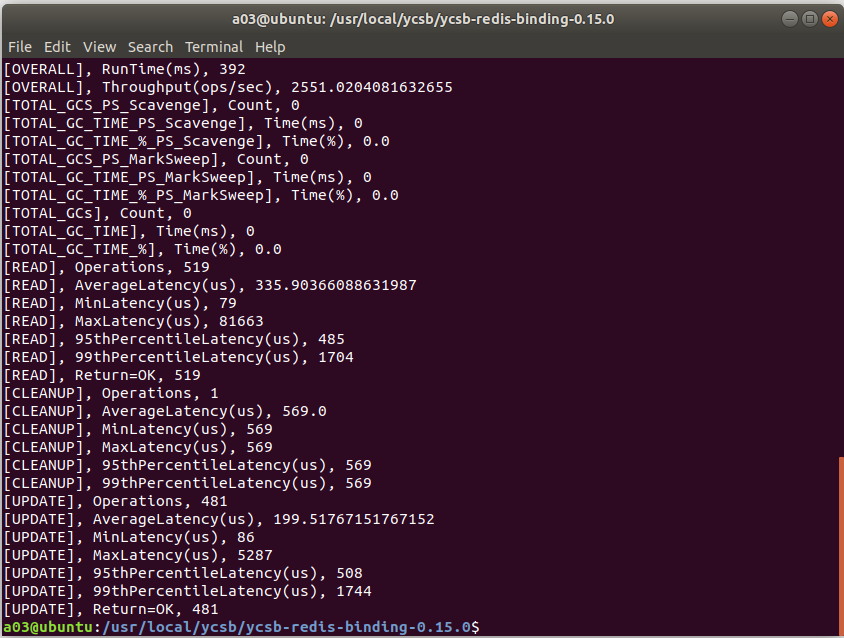 a03@ubuntu: /usr/local/ycsb/ycsb-redis-binding-0.15.0
File Edit View Search Terminal Help
[OVERALL], RunTime(ms), 392
[OVERALL], Throughput(ops/sec), 2551.0204081632655
[TOTAL_GCS_PS_Scavenge], Count, 0
[TOTAL_GC_TIME_PS_Scavenge], Time(ms), 0
[TOTAL_GC_TIME_%_PS_Scavenge], Time(%), 0.0
[TOTAL_GCS_PS_MarkSweep], Count, 0
[TOTAL_GC_TIME_PS_MarkSweep], Time(ms), 0
[TOTAL_GC_TIME_%_PS_MarkSweep], Time(%), 0.0
[TOTAL_GCs], Count, 0
[TOTAL_GC_TIME], Time(ms), 0
[TOTAL_GC_TIME_%], Time(%), 0.0
[READ], Operations, 519
[READ], AverageLatency(us), 335.90366088631987
[READ], MinLatency(us), 79
[READ], MaxLatency(us), 81663
[READ], 95thPercentileLatency(us), 485
[READ], 99thPercentileLatency(us), 1704
[READ], Return=OK, 519
[CLEANUP], Operations, 1
[CLEANUP], AverageLatency(us), 569.0
[CLEANUP], MinLatency(us), 569
[CLEANUP], MaxLatency(us), 569
[CLEANUP], 95thPercentileLatency(us), 569
[CLEANUP], 99thPercentileLatency(us), 569
[UPDATE], Operations, 481
[UPDATE], AverageLatency(us), 199.51767151767152
[UPDATE], MinLatency(us), 86
[UPDATE], MaxLatency(us), 5287
[UPDATE], 95thPercentileLatency(us), 508
[UPDATE], 99thPercentileLatency(us), 1744
[UPDATE], Return=OK, 481
a03@ubuntu:/usr/local/ycsb/ycsb-redis-binding-0.15.0$